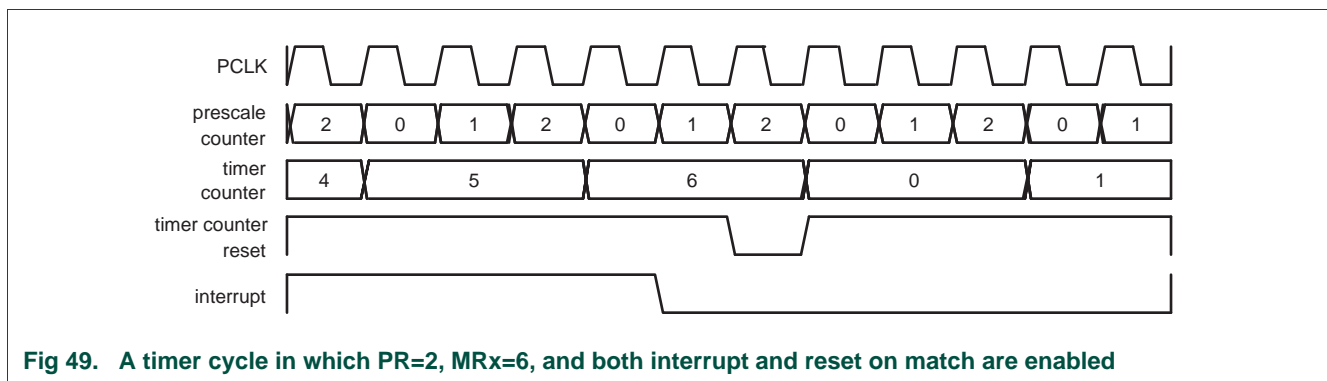 PCLK
prescale
counter
2 0 1 2 0 1 2 0 1 2 0 1
timer
counter
4 5 6 0 1
timer counter
reset
interrupt
Fig 49. A timer cycle in which PR=2, MRx=6, and both interrupt and reset on match are enabled